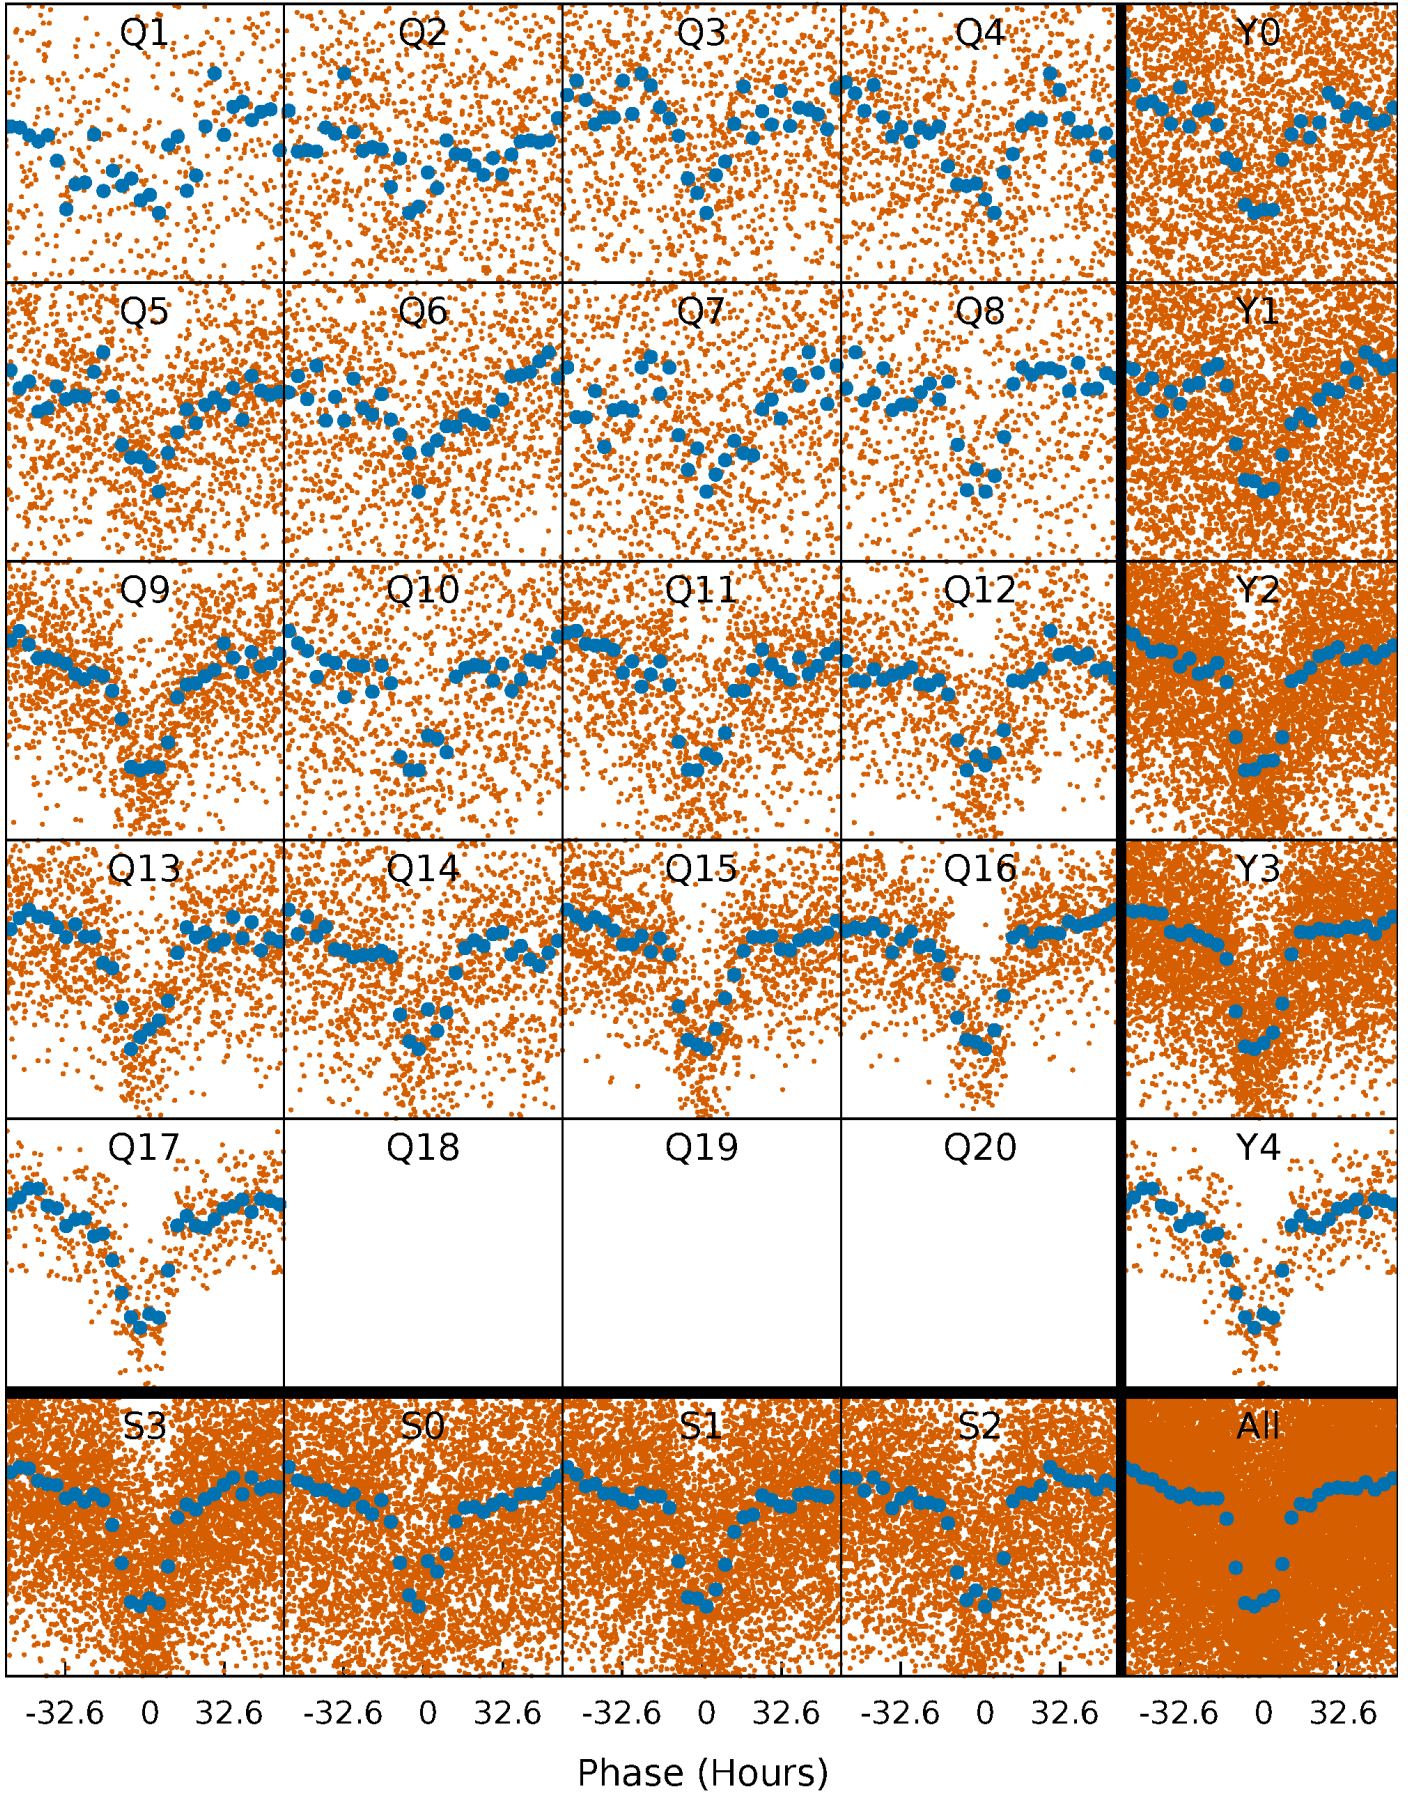 Q1 Q2 Q3 Q4 Y0
Q5 Q6 Q7 Q8 Y1
Q9 Q10 Q11 Q12 Y2
Q13 Q14 Q15 Q16 Y3
Q17 Q18 Q19 Q20 Y4
S3 S0 S1 S2 All
-32.6 0 32.6 -32.6 0 32.6 -32.6 0 32.6 -32.6 0 32.6 -32.6 0 32.6
Phase (Hours)